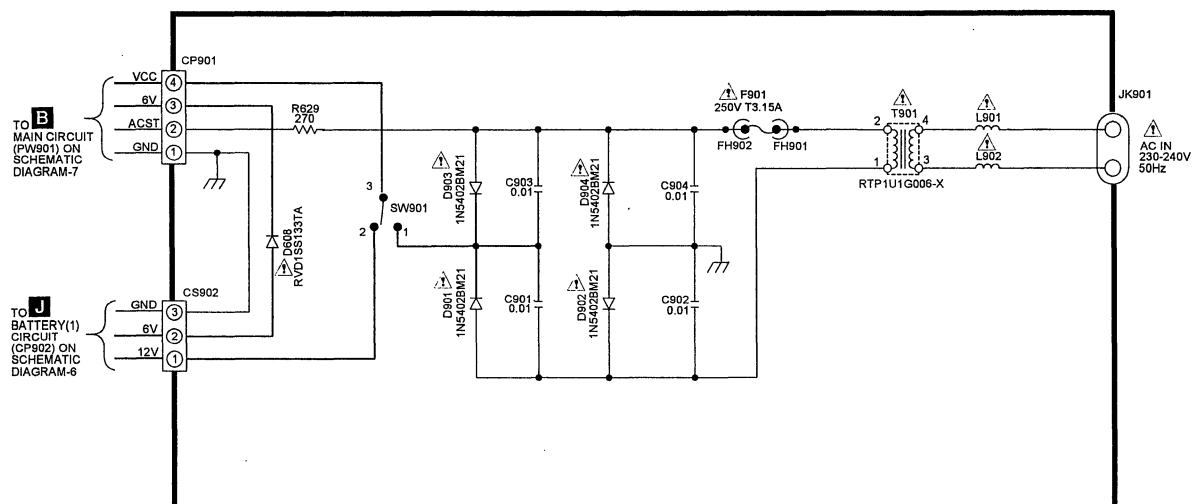 CP901
VCC 4
6V 3
ACST 2
GND 1
TO B
MAIN CIRCUIT
(PW901) ON
SCHEMATIC
DIAGRAM-7
R629
270
D608
RVD1SS133TA
3
SW901
2
1
CS902
GND 3
6V 2
12V 1
TO J
BATTERY(1)
CIRCUIT
(CP902) ON
SCHEMATIC
DIAGRAM-6
D903
1N5402BM21
C903
0.01
D904
1N5402BM21
C904
0.01
D901
1N5402BM21
C901
0.01
D902
1N5402BM21
C902
0.01
F901
250V T3.15A
FH902
FH901
T901
2
4
1
3
RTP1U1G006-X
L901
L902
JK901
AC IN
230-240V
50Hz